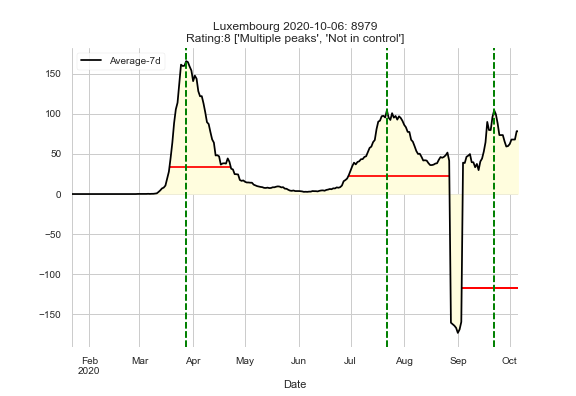 Luxembourg 2020-10-06: 8979
Rating:8 ['Multiple peaks', 'Not in control']
Average-7d
150
100
50
0
−50
−100
−150
Feb Mar Apr May Jun Jul Aug Sep Oct
2020
Date